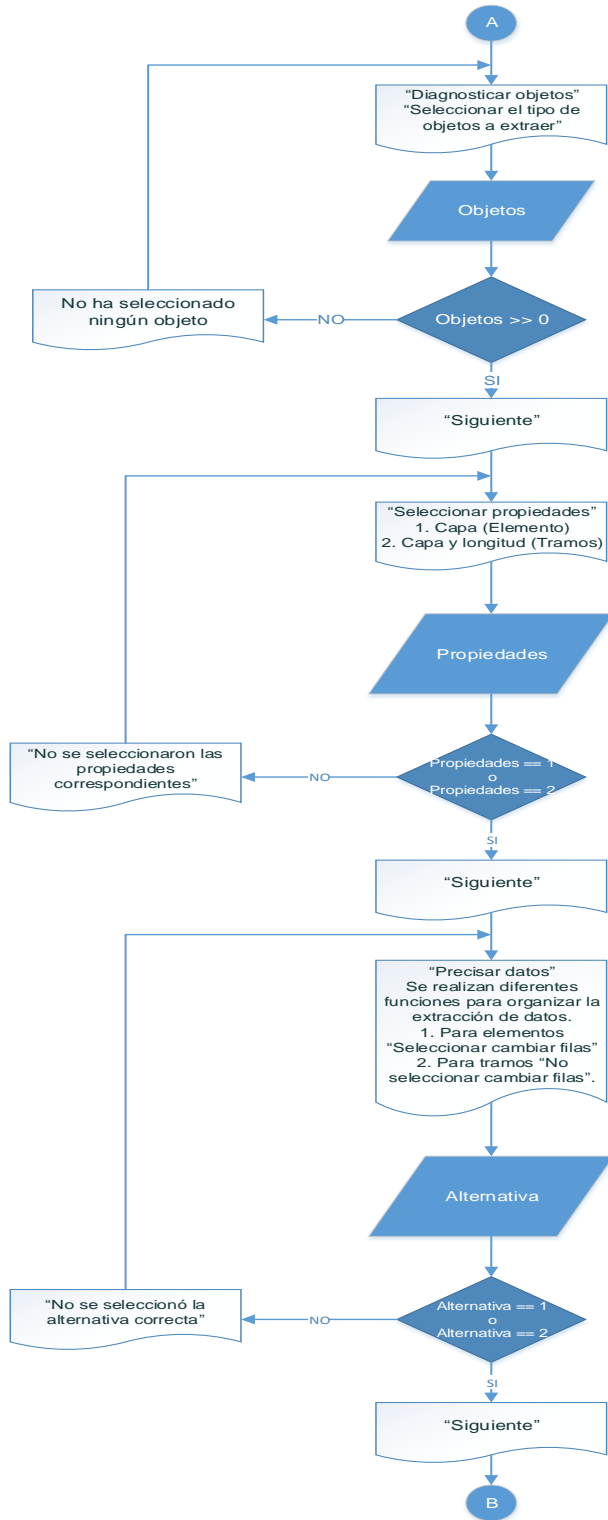 A
“Diagnosticar objetos”
“Seleccionar el tipo de
objetos a extraer”
Objetos
No ha seleccionado
ningún objeto
NO
Objetos >> 0
SI
“Siguiente”
“Seleccionar propiedades”
1. Capa (Elemento)
2. Capa y longitud (Tramos)
Propiedades
“No se seleccionaron las
propiedades
correspondientes”
NO
Propiedades == 1
o
Propiedades == 2
SI
“Siguiente”
“Precisar datos”
Se realizan diferentes
funciones para organizar la
extracción de datos.
1. Para elementos
“Seleccionar cambiar filas”
2. Para tramos “No
seleccionar cambiar filas”.
Alternativa
“No se seleccionó la
alternativa correcta”
NO
Alternativa == 1
o
Alternativa == 2
SI
“Siguiente”
B